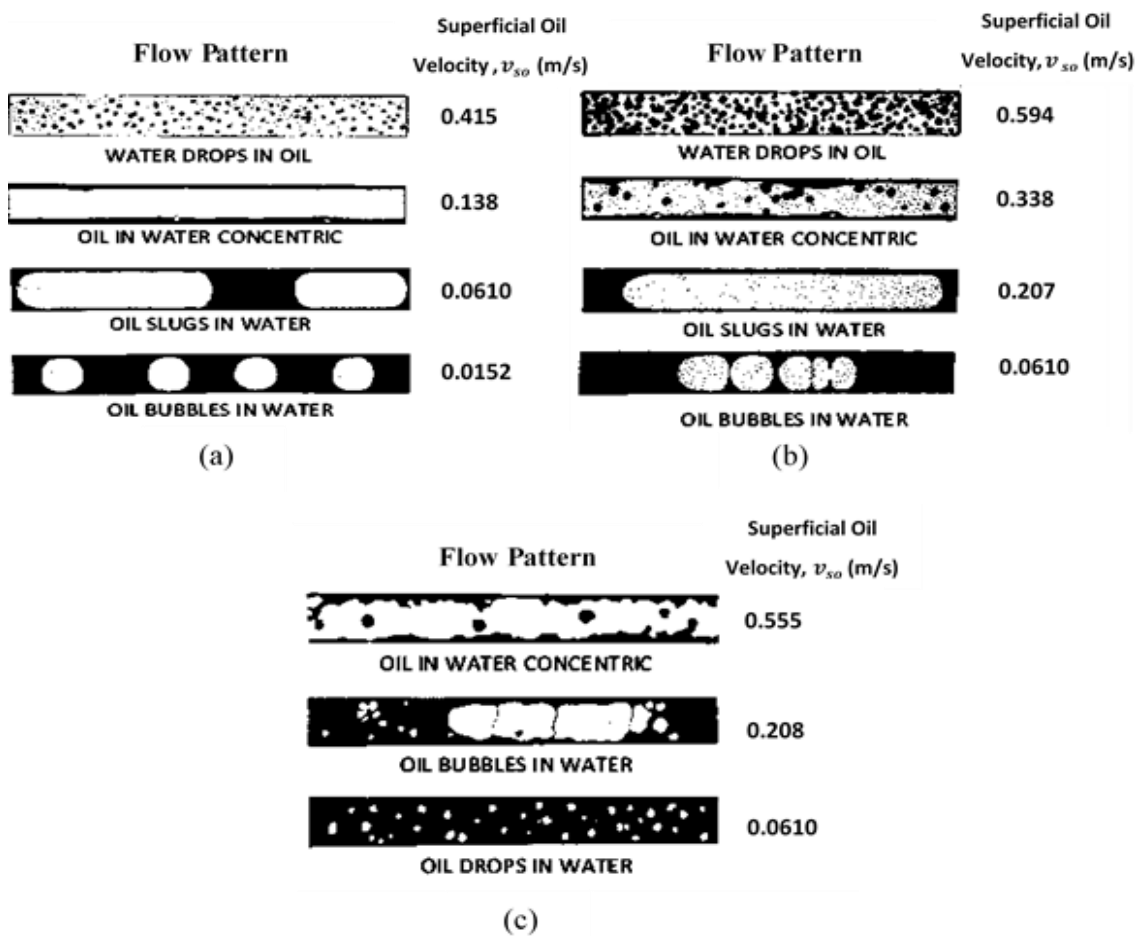 Superficial Oil
Flow Pattern
Velocity, vso (m/s)
0.415
WATER DROPS IN OIL
0.138
OIL IN WATER CONCENTRIC
0.0610
OIL SLUGS IN WATER
0.0152
OIL BUBBLES IN WATER
(a)
Superficial Oil
Flow Pattern
Velocity, vso (m/s)
0.594
WATER DROPS IN OIL
0.338
OIL IN WATER CONCENTRIC
0.207
OIL SLUGS IN WATER
0.0610
OIL BUBBLES IN WATER
(b)
Superficial Oil
Flow Pattern
Velocity, vso (m/s)
0.555
OIL IN WATER CONCENTRIC
0.208
OIL BUBBLES IN WATER
0.0610
OIL DROPS IN WATER
(c)